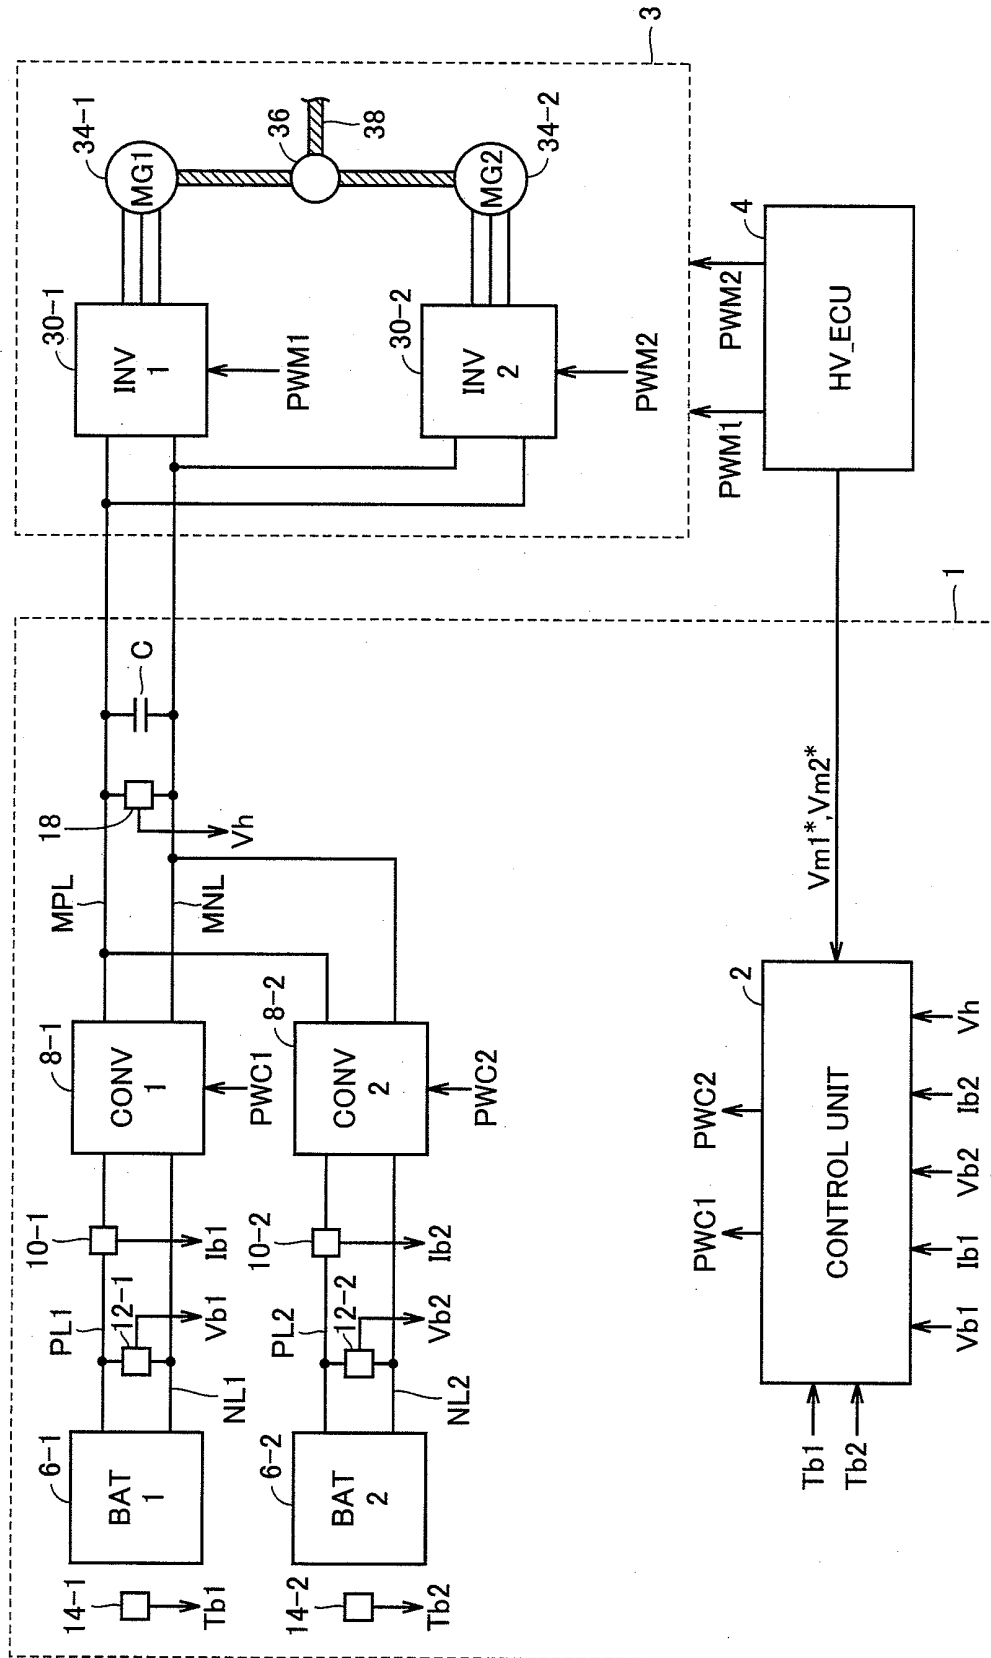 3
34-1
MG1
36
38
34-2
MG2
30-1
INV
1
PWM1
30-2
INV
2
PWM2
PWM1
PWM2
4
HV_ECU
1
C
18
Vh
MPL
MNL
Vm1*,Vm2*
8-1
CONV
1
PWC1
8-2
CONV
2
PWC2
10-1
Ib1
PL1
12-1
Vb1
NL1
10-2
Ib2
PL2
12-2
Vb2
NL2
6-1
BAT
1
6-2
BAT
2
14-1
Tb1
14-2
Tb2
2
CONTROL UNIT
PWC1
PWC2
Tb1
Tb2
Vb1
Ib1
Vb2
Ib2
Vh